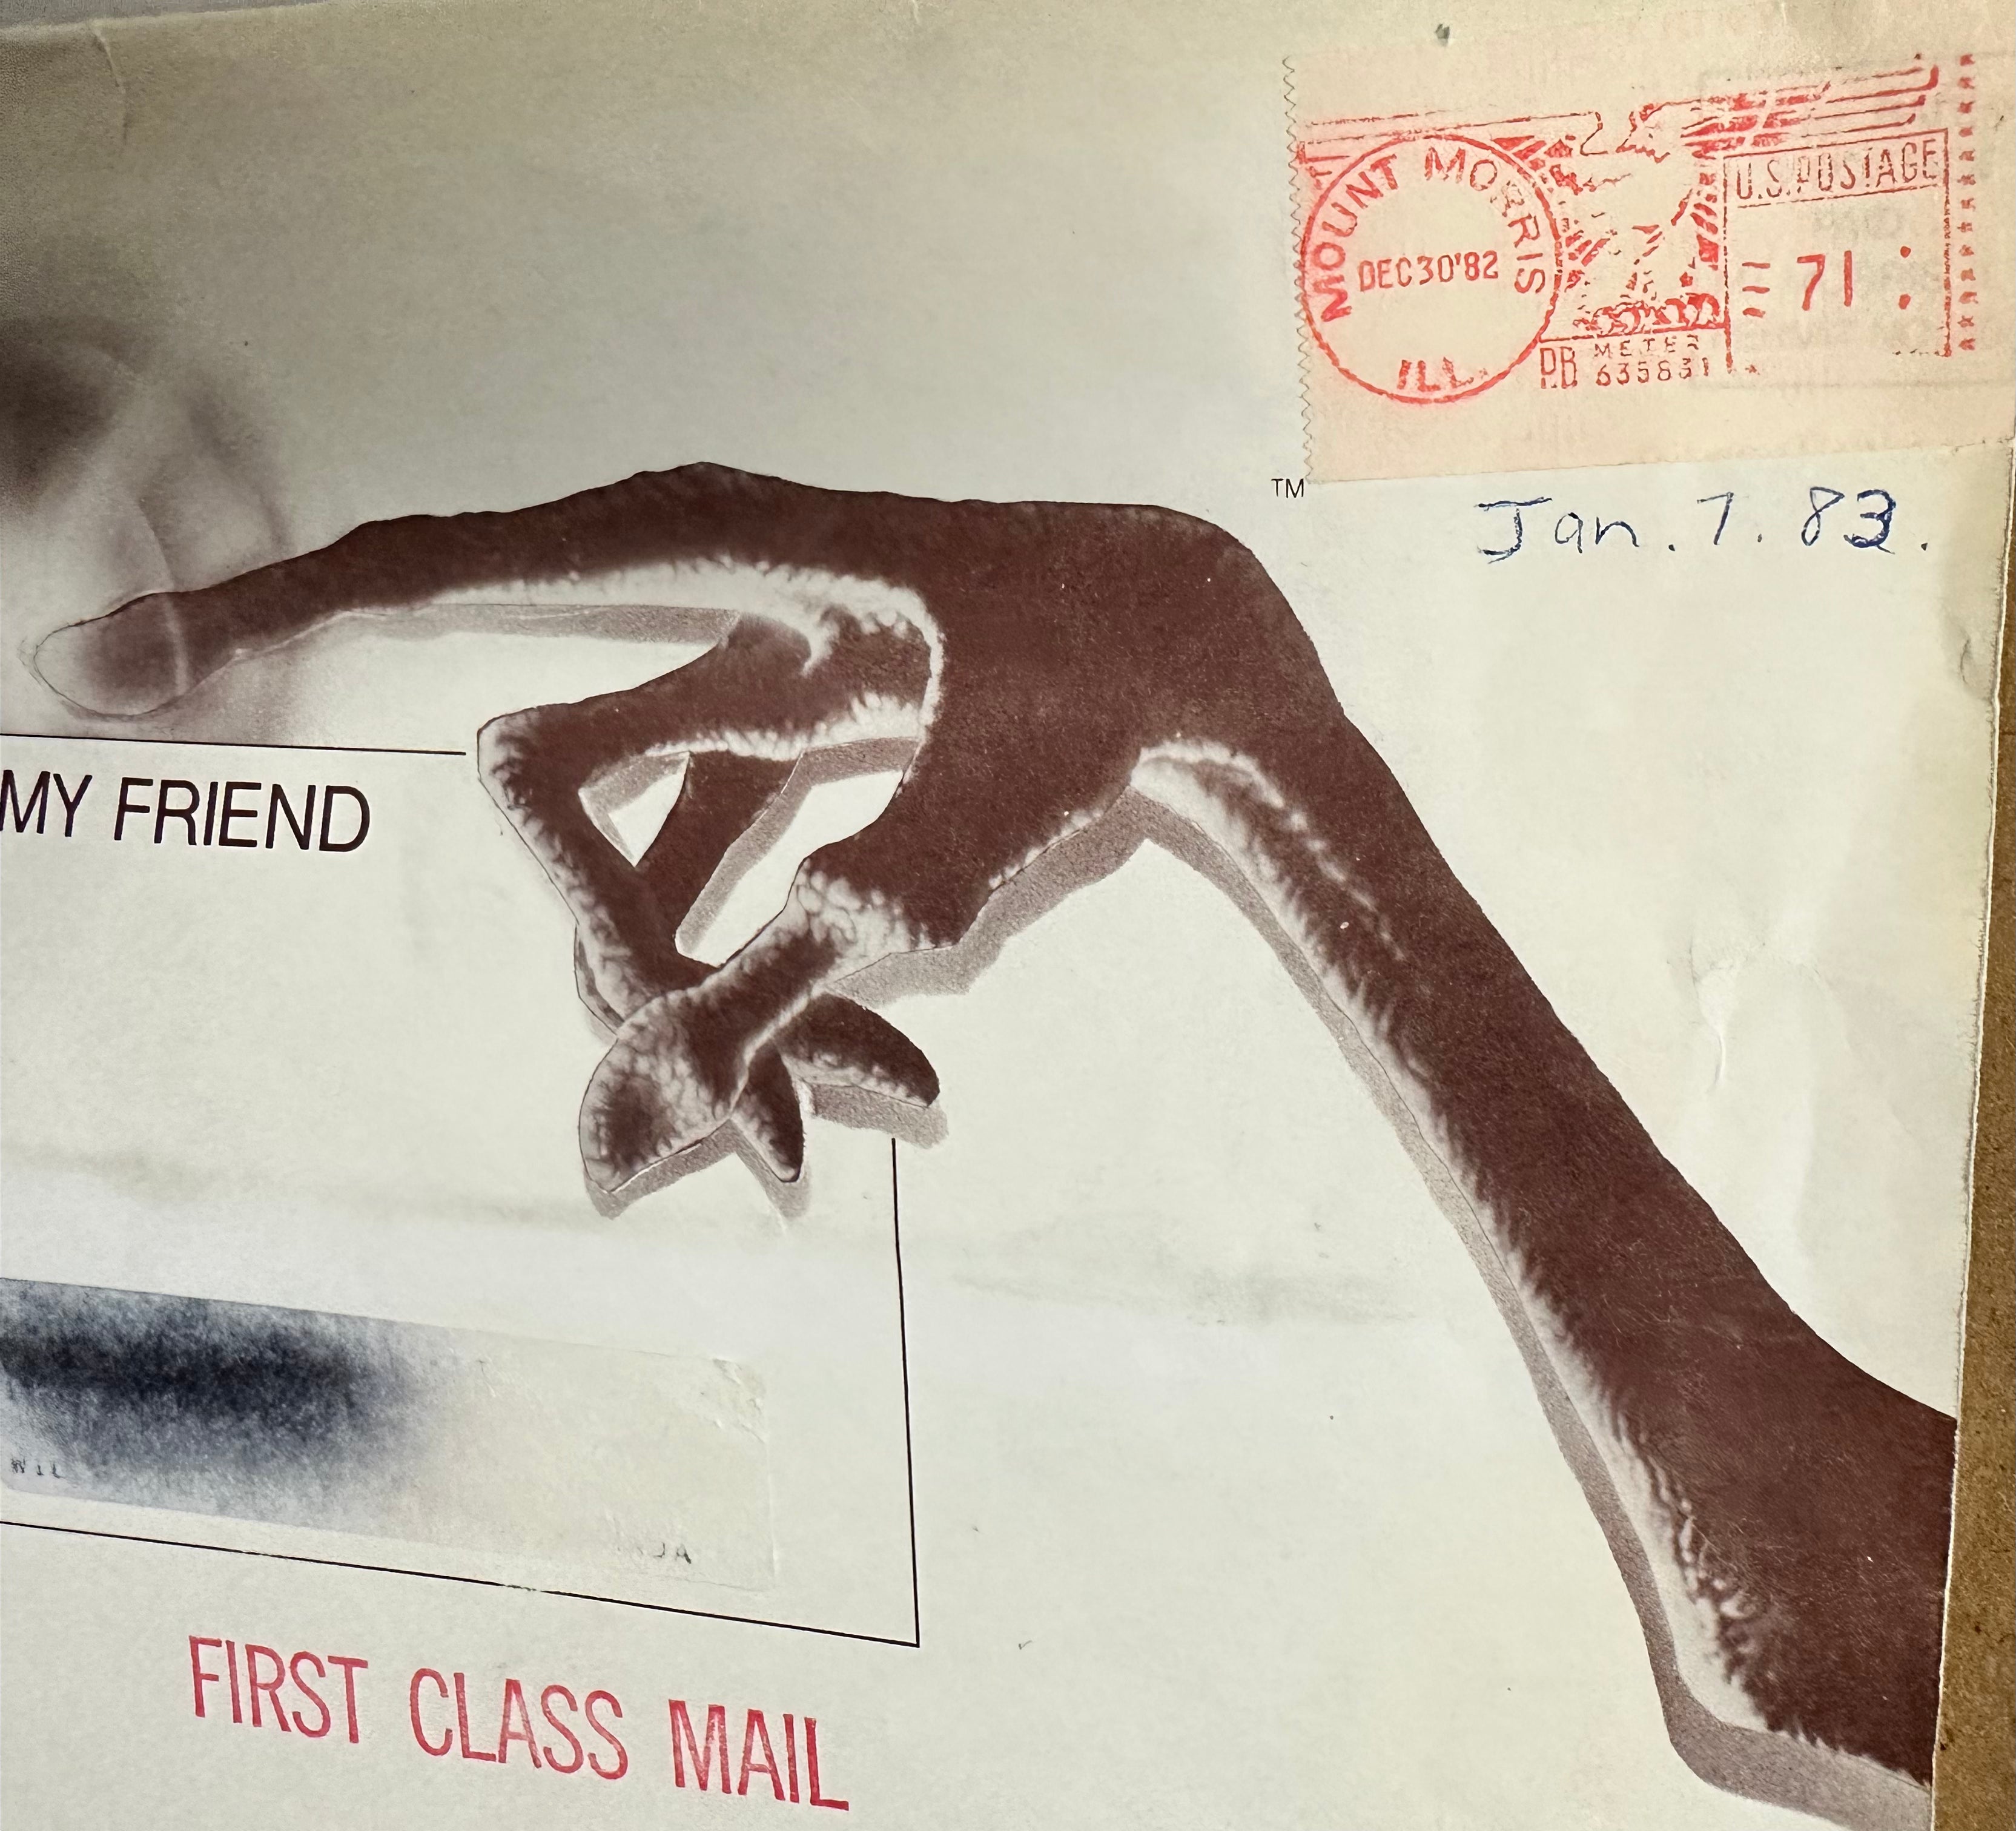 MOUNT MORRIS
DEC 30 '82
ILL.
U.S. POSTAGE
71
P.B. METER
635831
TM
Jan. 7. 83.
MY FRIEND
FIRST CLASS MAIL